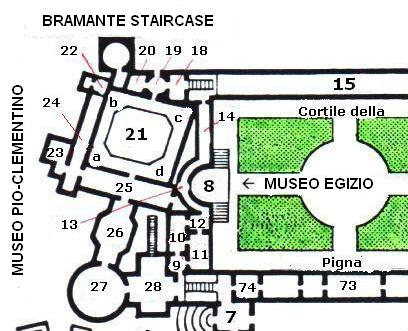 BRAMANTE STAIRCASE
22 20 19 18
15
b
Cortile della
24
c
14
21
MUSEO PIO-CLEMENTINO
23
a
d
8 ← MUSEO EGIZIO
25
13
12
26
10
11
Pigna
9
27 28
74 73
7